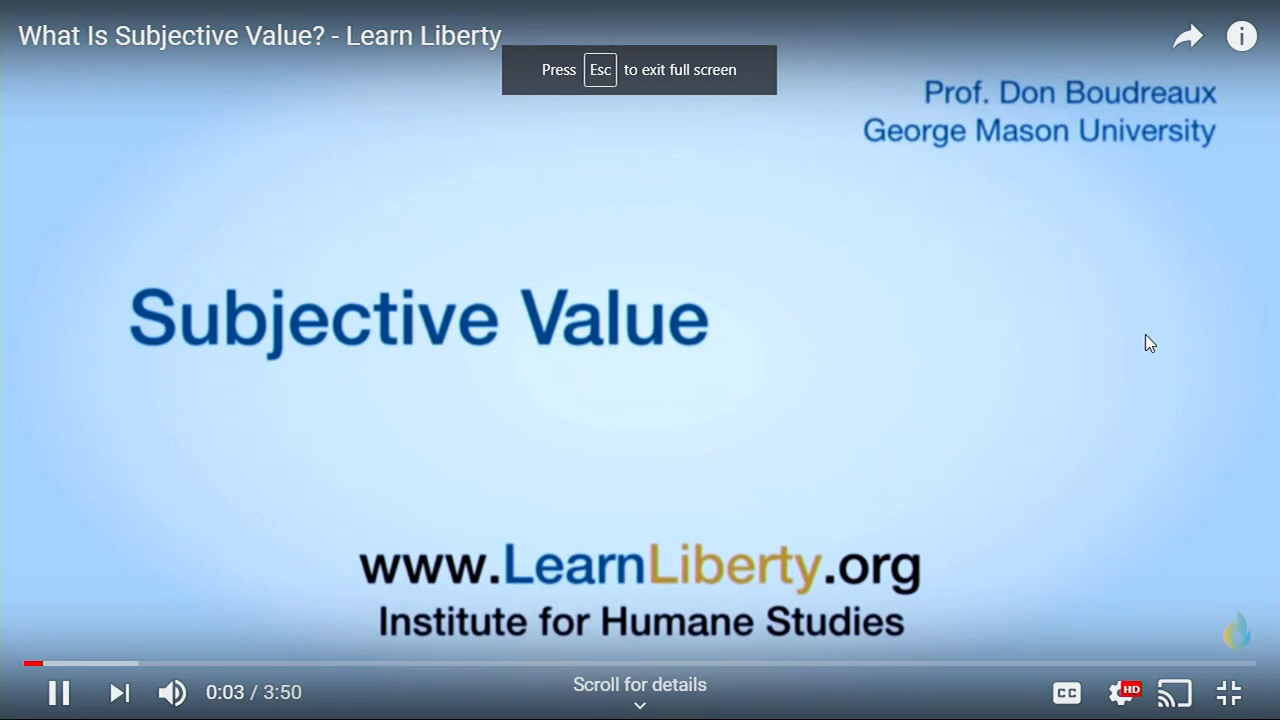 What Is Subjective Value? - Learn Liberty
Press Esc to exit full screen
Prof. Don Boudreaux
George Mason University
Subjective Value
www.LearnLiberty.org
Institute for Humane Studies
0:03 / 3:50
Scroll for details
CC
HD